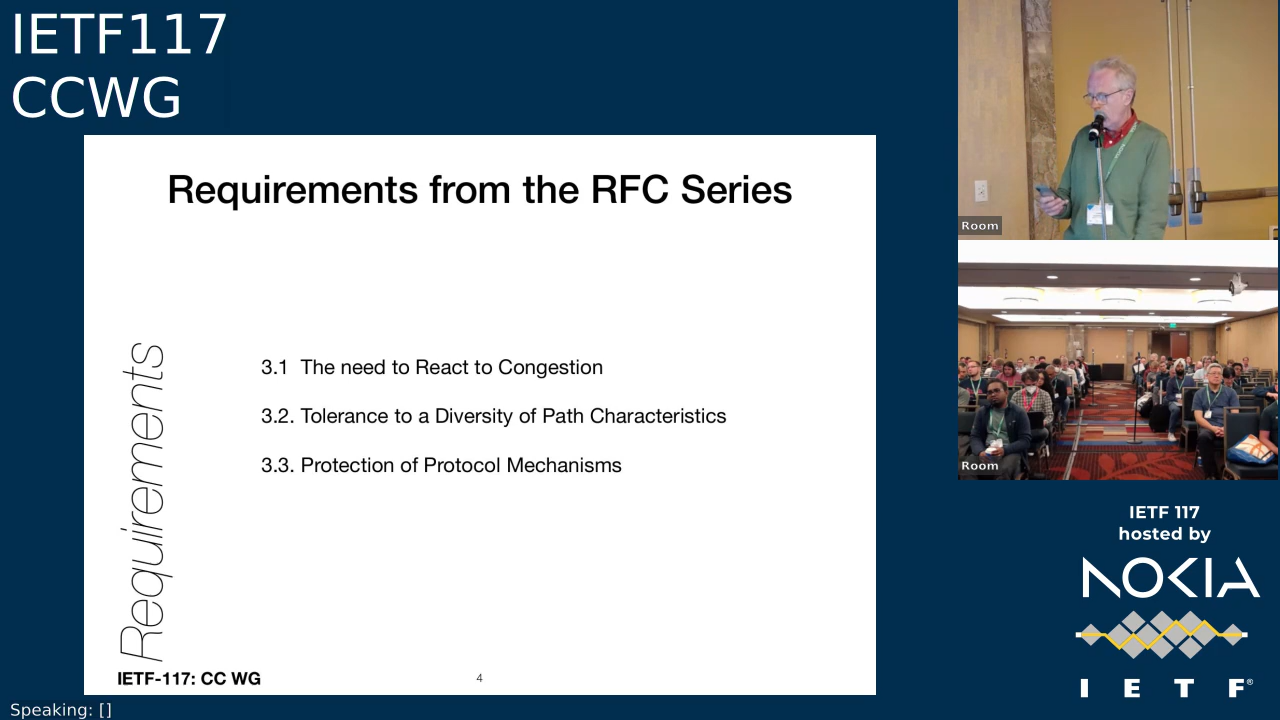 IETF117
CCWG
Requirements from the RFC Series
3.1 The need to React to Congestion
3.2. Tolerance to a Diversity of Path Characteristics
3.3. Protection of Protocol Mechanisms
Requirements
IETF-117: CC WG
4
Speaking: []
Room
Room
IETF 117
hosted by
NOKIA
I E T F®